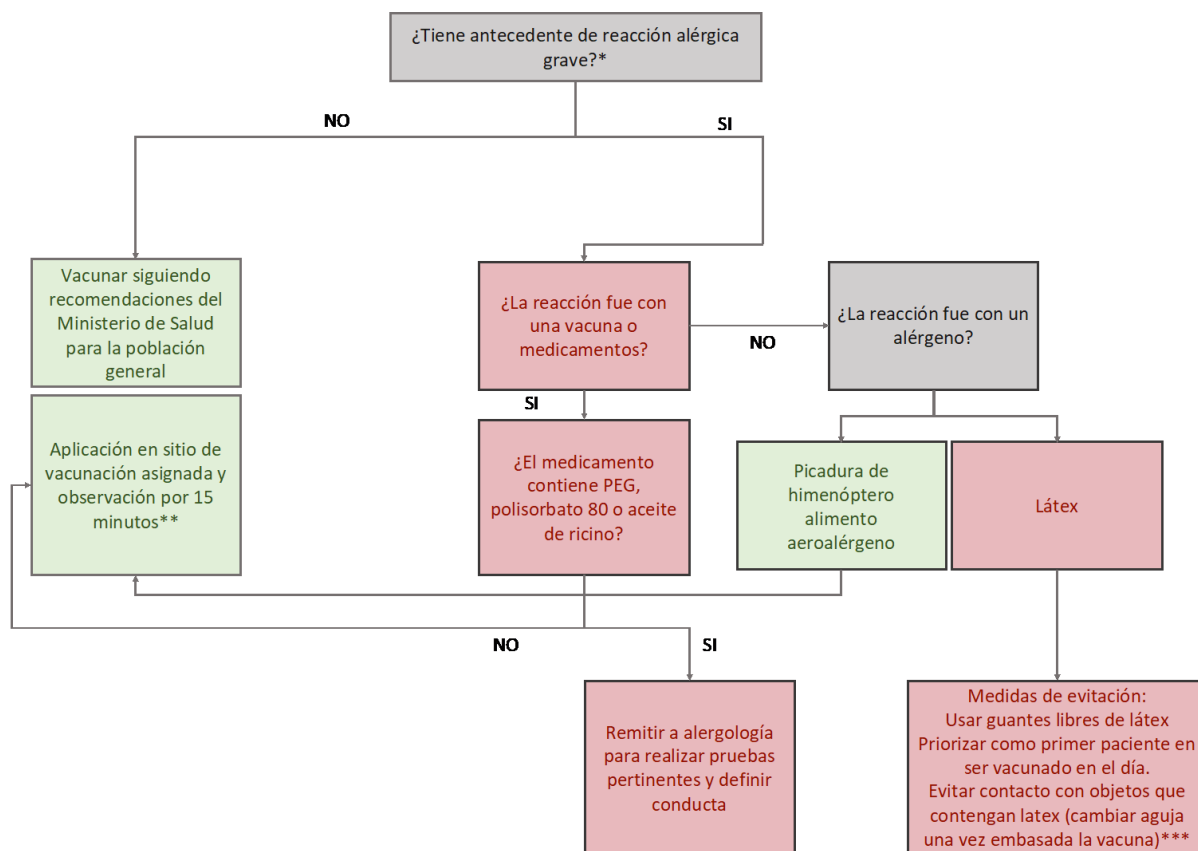 ¿Tiene antecedente de reacción alérgica
grave?*
NO
SI
Vacunar siguiendo
recomendaciones del
Ministerio de Salud
para la población
general
¿La reacción fue con
una vacuna o
medicamentos?
NO
¿La reacción fue con un
alérgeno?
SI
Aplicación en sitio de
vacunación asignada y
observación por 15
minutos**
¿El medicamento
contiene PEG,
polisorbato 80 o aceite
de ricino?
Picadura de
himenóptero
alimento
aeroalérgeno
Látex
NO
SI
Remitir a alergología
para realizar pruebas
pertinentes y definir
conducta
Medidas de evitación:
Usar guantes libres de látex
Priorizar como primer paciente en
ser vacunado en el día.
Evitar contacto con objetos que
contengan latex (cambiar aguja
una vez embasada la vacuna)***